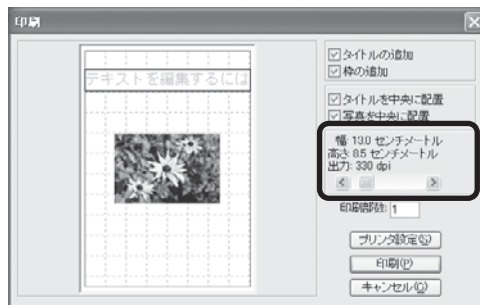 印刷
テキストを編集するには
タイトルの追加
枠の追加
タイトルを中央に配置
写真を中央に配置
幅: 13.0 センチメートル
高さ: 8.5 センチメートル
出力: 330 dpi
印刷部数: 1
プリンタ設定(S)
印刷(P)
キャンセル(C)